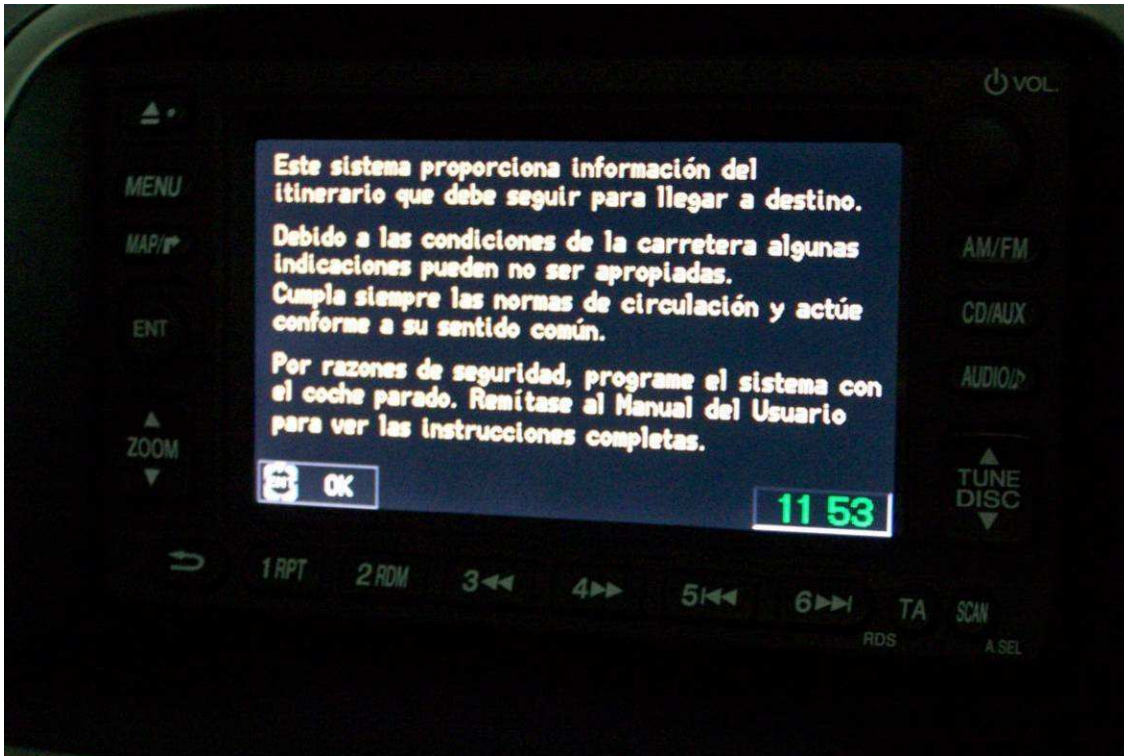 VOL.
MENU
MAP/
ENT
ZOOM
Este sistema proporciona información del
itinerario que debe seguir para llegar a destino.
Debido a las condiciones de la carretera algunas
indicaciones pueden no ser apropiadas.
Cumpla siempre las normas de circulación y actúe
conforme a su sentido común.
Por razones de seguridad, programe el sistema con
el coche parado. Remítase al Manual del Usuario
para ver las instrucciones completas.
ENT OK
11 53
AM/FM
CD/AUX
AUDIO/
TUNE
DISC
1 RPT 2 RDM 3 4 5 6 TA SCAN
RDS A.SEL